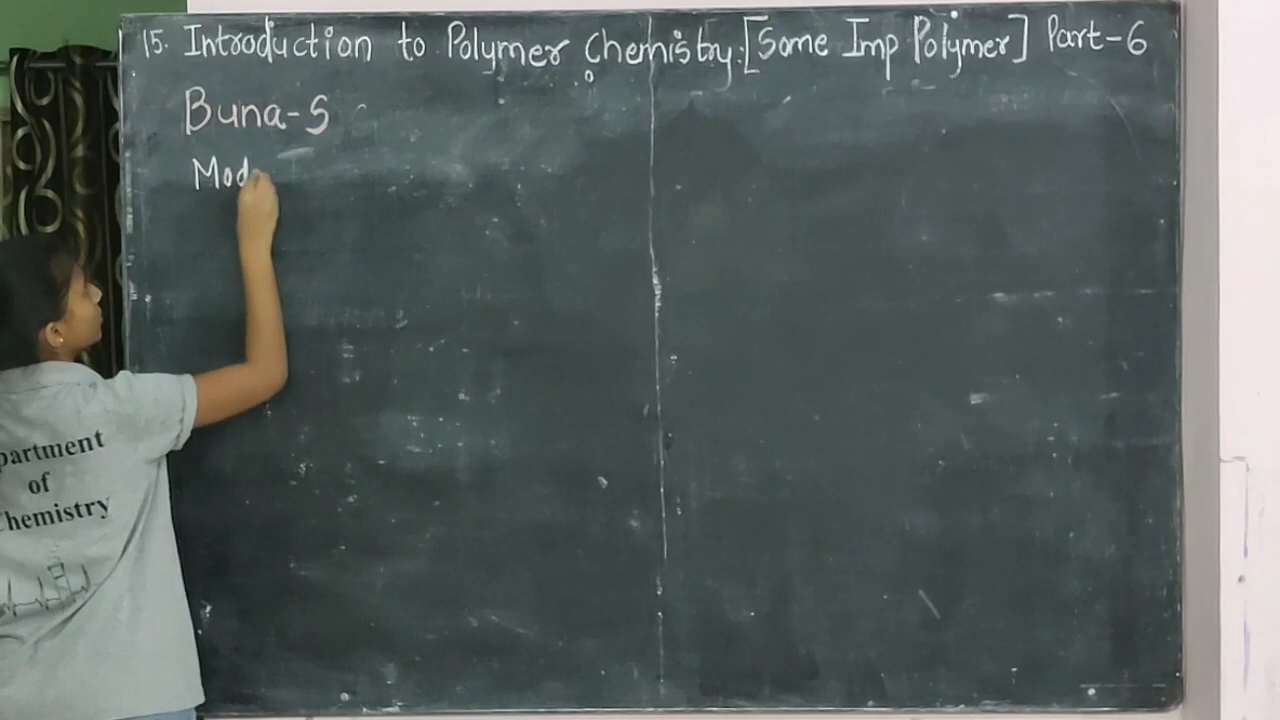 15. Introduction to Polymer Chemistry.[Some Imp Polymer] Part-6
Buna-S
Mod
partment
of
Chemistry